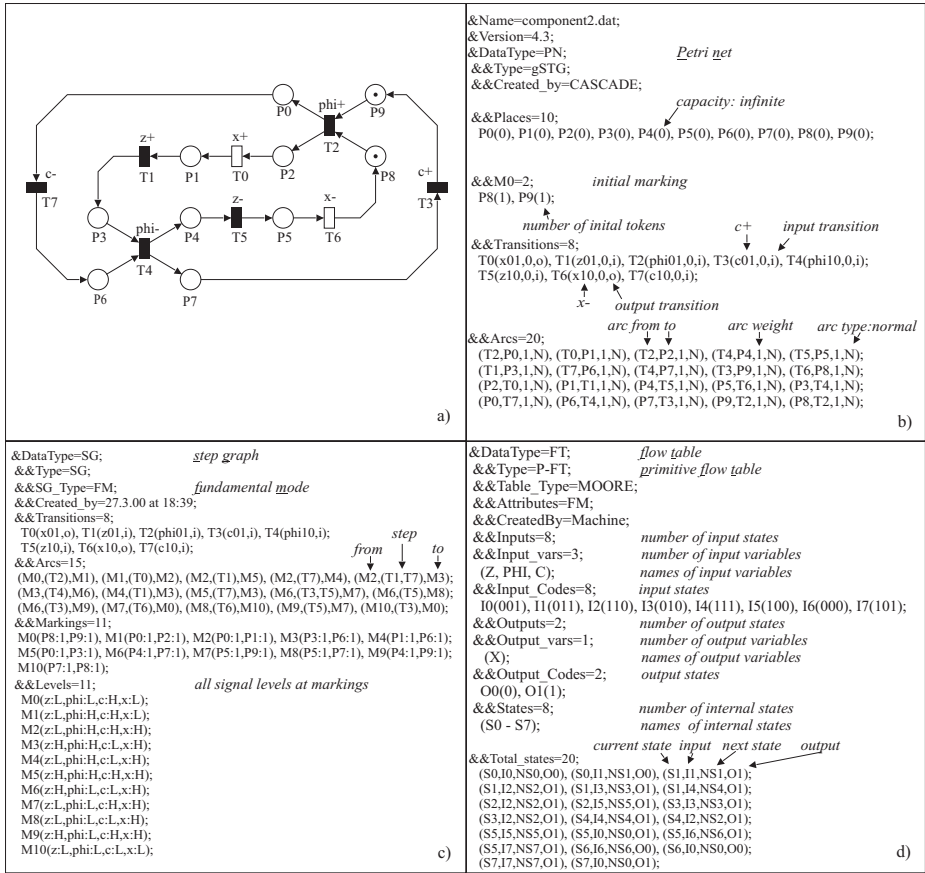 P0
P9
phi+
T2
z+
x+
T1
P1
T0
P2
P8
c-
T7
c+
T3
P3
phi-
T4
P4
z-
T5
P5
x-
T6
P6
P7
a)
&Name=component2.dat;
&Version=4.3;
&DataType=PN; Petri net
&&Type=gSTG;
&&Created_by=CASCADE;
capacity: infinite
&&Places=10;
P0(0), P1(0), P2(0), P3(0), P4(0), P5(0), P6(0), P7(0), P8(0), P9(0);
&&M0=2; initial marking
P8(1), P9(1);
number of inital tokens
c+ input transition
&&Transitions=8;
T0(x01,0,o), T1(z01,0,i), T2(phi01,0,i), T3(c01,0,i), T4(phi10,0,i);
T5(z10,0,i), T6(x10,0,o), T7(c10,0,i);
x- output transition
arc from to arc weight arc type:normal
&&Arcs=20;
(T2,P0,1,N), (T0,P1,1,N), (T2,P2,1,N), (T4,P4,1,N), (T5,P5,1,N);
(T1,P3,1,N), (T7,P6,1,N), (T4,P7,1,N), (T3,P9,1,N), (T6,P8,1,N);
(P2,T0,1,N), (P1,T1,1,N), (P4,T5,1,N), (P5,T6,1,N), (P3,T4,1,N);
(P0,T7,1,N), (P6,T4,1,N), (P7,T3,1,N), (P9,T2,1,N), (P8,T2,1,N);
b)
&DataType=SG; step graph
&&Type=SG;
&&SG_Type=FM; fundamental mode
&&Created_by=27.3.00 at 18:39;
&&Transitions=8;
T0(x01,o), T1(z01,i), T2(phi01,i), T3(c01,i), T4(phi10,i);
T5(z10,i), T6(x10,o), T7(c10,i);
from step to
&&Arcs=15;
(M0,(T2),M1), (M1,(T0),M2), (M2,(T1),M5), (M2,(T7),M4), (M2,(T1,T7),M3);
(M3,(T4),M6), (M4,(T1),M3), (M5,(T7),M3), (M6,(T3,T5),M7), (M6,(T5),M8);
(M6,(T3),M9), (M7,(T6),M0), (M8,(T6),M10), (M9,(T5),M7), (M10,(T3),M0);
&&Markings=11;
M0(P8:1,P9:1), M1(P0:1,P2:1), M2(P0:1,P1:1), M3(P3:1,P6:1), M4(P1:1,P6:1);
M5(P0:1,P3:1), M6(P4:1,P7:1), M7(P5:1,P9:1), M8(P5:1,P7:1), M9(P4:1,P9:1);
M10(P7:1,P8:1);
&&Levels=11; all signal levels at markings
M0(z:L,phi:L,c:H,x:L);
M1(z:L,phi:H,c:H,x:L);
M2(z:L,phi:H,c:H,x:H);
M3(z:H,phi:H,c:L,x:H);
M4(z:L,phi:H,c:L,x:H);
M5(z:H,phi:H,c:H,x:H);
M6(z:H,phi:L,c:L,x:H);
M7(z:L,phi:L,c:H,x:H);
M8(z:L,phi:L,c:L,x:H);
M9(z:H,phi:L,c:H,x:H);
M10(z:L,phi:L,c:L,x:L);
c)
&DataType=FT; flow table
&&Type=P-FT; primitive flow table
&&Table_Type=MOORE;
&&Attributes=FM;
&&CreatedBy=Machine;
&&Inputs=8; number of input states
&&Input_vars=3; number of input variables
(Z, PHI, C); names of input variables
&&Input_Codes=8; input states
I0(001), I1(011), I2(110), I3(010), I4(111), I5(100), I6(000), I7(101);
&&Outputs=2; number of output states
&&Output_vars=1; number of output variables
(X); names of output variables
&&Output_Codes=2; output states
O0(0), O1(1);
&&States=8; number of internal states
(S0 - S7); names of internal states
current state input next state output
&&Total_states=20;
(S0,I0,NS0,O0), (S0,I1,NS1,O0), (S1,I1,NS1,O1);
(S1,I2,NS2,O1), (S1,I3,NS3,O1), (S1,I4,NS4,O1);
(S2,I2,NS2,O1), (S2,I5,NS5,O1), (S3,I3,NS3,O1);
(S3,I2,NS2,O1), (S4,I4,NS4,O1), (S4,I2,NS2,O1);
(S5,I5,NS5,O1), (S5,I0,NS0,O1), (S5,I6,NS6,O1);
(S5,I7,NS7,O1), (S6,I6,NS6,O0), (S6,I0,NS0,O0);
(S7,I7,NS7,O1), (S7,I0,NS0,O1);
d)